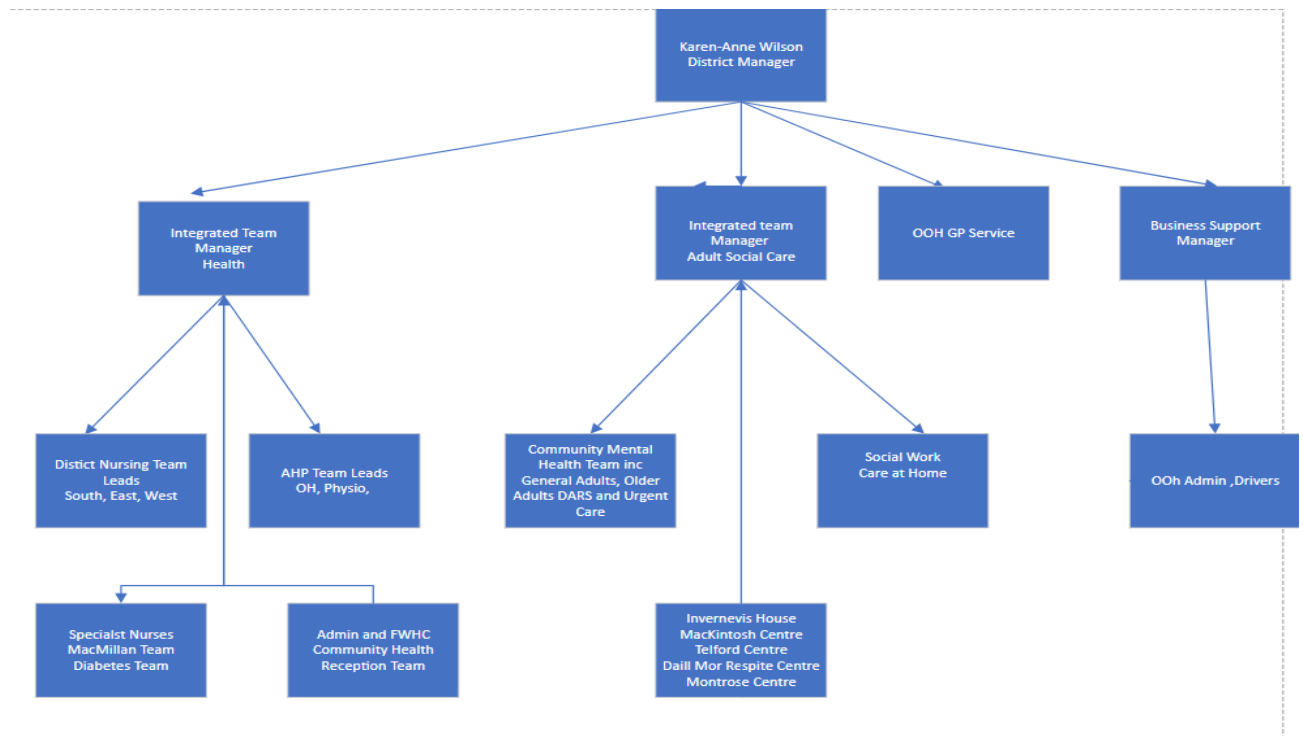 Karen-Anne Wilson
District Manager
Integrated Team
Manager
Health
Integrated team
Manager
Adult Social Care
OOH GP Service
Business Support
Manager
Distict Nursing Team
Leads
South, East, West
AHP Team Leads
OH, Physio,
Community Mental
Health Team inc
General Adults, Older
Adults DARS and Urgent
Care
Social Work
Care at Home
OOh Admin ,Drivers
Specialst Nurses
MacMillan Team
Diabetes Team
Admin and FWHC
Community Health
Reception Team
Invernevis House
MacKintosh Centre
Telford Centre
Daill Mor Respite Centre
Montrose Centre